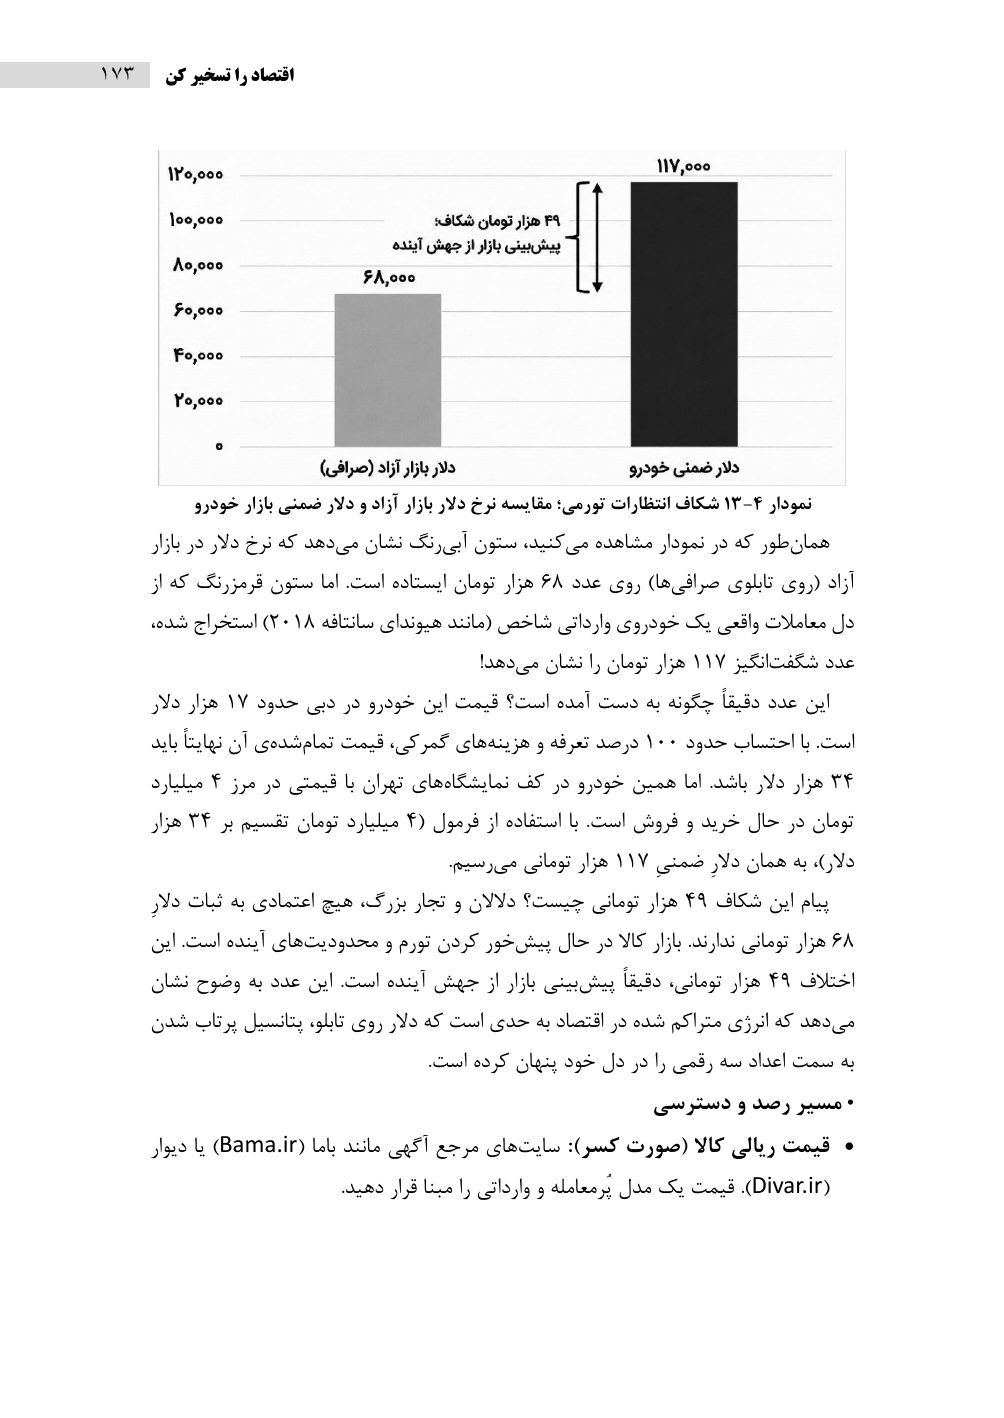 اقتصاد را تسخیر کن ۱۷۳
۱۱۷,۰۰۰
۱۲۰,۰۰۰
۱۰۰,۰۰۰
۴۹ هزار تومان شکاف؛
پیش‌بینی بازار از جهش آینده
۸۰,۰۰۰
۶۸,۰۰۰
۶۰,۰۰۰
۴۰,۰۰۰
۲۰,۰۰۰
۰
دلار ضمنی خودرو
دلار بازار آزاد (صرافی)
نمودار ۴-۱۳ شکاف انتظارات تورمی؛ مقایسه نرخ دلار بازار آزاد و دلار ضمنی بازار خودرو
همان‌طور که در نمودار مشاهده می‌کنید، ستون آبی‌رنگ نشان می‌دهد که نرخ دلار در بازار
آزاد (روی تابلوی صرافی‌ها) روی عدد ۶۸ هزار تومان ایستاده است. اما ستون قرمزرنگ که از
دل معاملات واقعی یک خودروی وارداتی شاخص (مانند هیوندای سانتافه ۲۰۱۸) استخراج شده،
عدد شگفت‌انگیز ۱۱۷ هزار تومان را نشان می‌دهد!
این عدد دقیقاً چگونه به دست آمده است؟ قیمت این خودرو در دبی حدود ۱۷ هزار دلار
است. با احتساب حدود ۱۰۰ درصد تعرفه و هزینه‌های گمرکی، قیمت تمام‌شده‌ی آن نهایتاً باید
۳۴ هزار دلار باشد. اما همین خودرو در کف نمایشگاه‌های تهران با قیمتی در مرز ۴ میلیارد
تومان در حال خرید و فروش است. با استفاده از فرمول (۴ میلیارد تومان تقسیم بر ۳۴ هزار
دلار)، به همان دلارِ ضمنیِ ۱۱۷ هزار تومانی می‌رسیم.
پیام این شکاف ۴۹ هزار تومانی چیست؟ دلالان و تجار بزرگ، هیچ اعتمادی به ثبات دلارِ
۶۸ هزار تومانی ندارند. بازار کالا در حال پیش‌خور کردن تورم و محدودیت‌های آینده است. این
اختلاف ۴۹ هزار تومانی، دقیقاً پیش‌بینی بازار از جهش آینده است. این عدد به وضوح نشان
می‌دهد که انرژی متراکم شده در اقتصاد به حدی است که دلار روی تابلو، پتانسیل پرتاب شدن
به سمت اعداد سه رقمی را در دل خود پنهان کرده است.
• مسیر رصد و دسترسی
• قیمت ریالی کالا (صورت کسر): سایت‌های مرجع آگهی مانند باما (Bama.ir) یا دیوار
(Divar.ir). قیمت یک مدل پُرمعامله و وارداتی را مبنا قرار دهید.